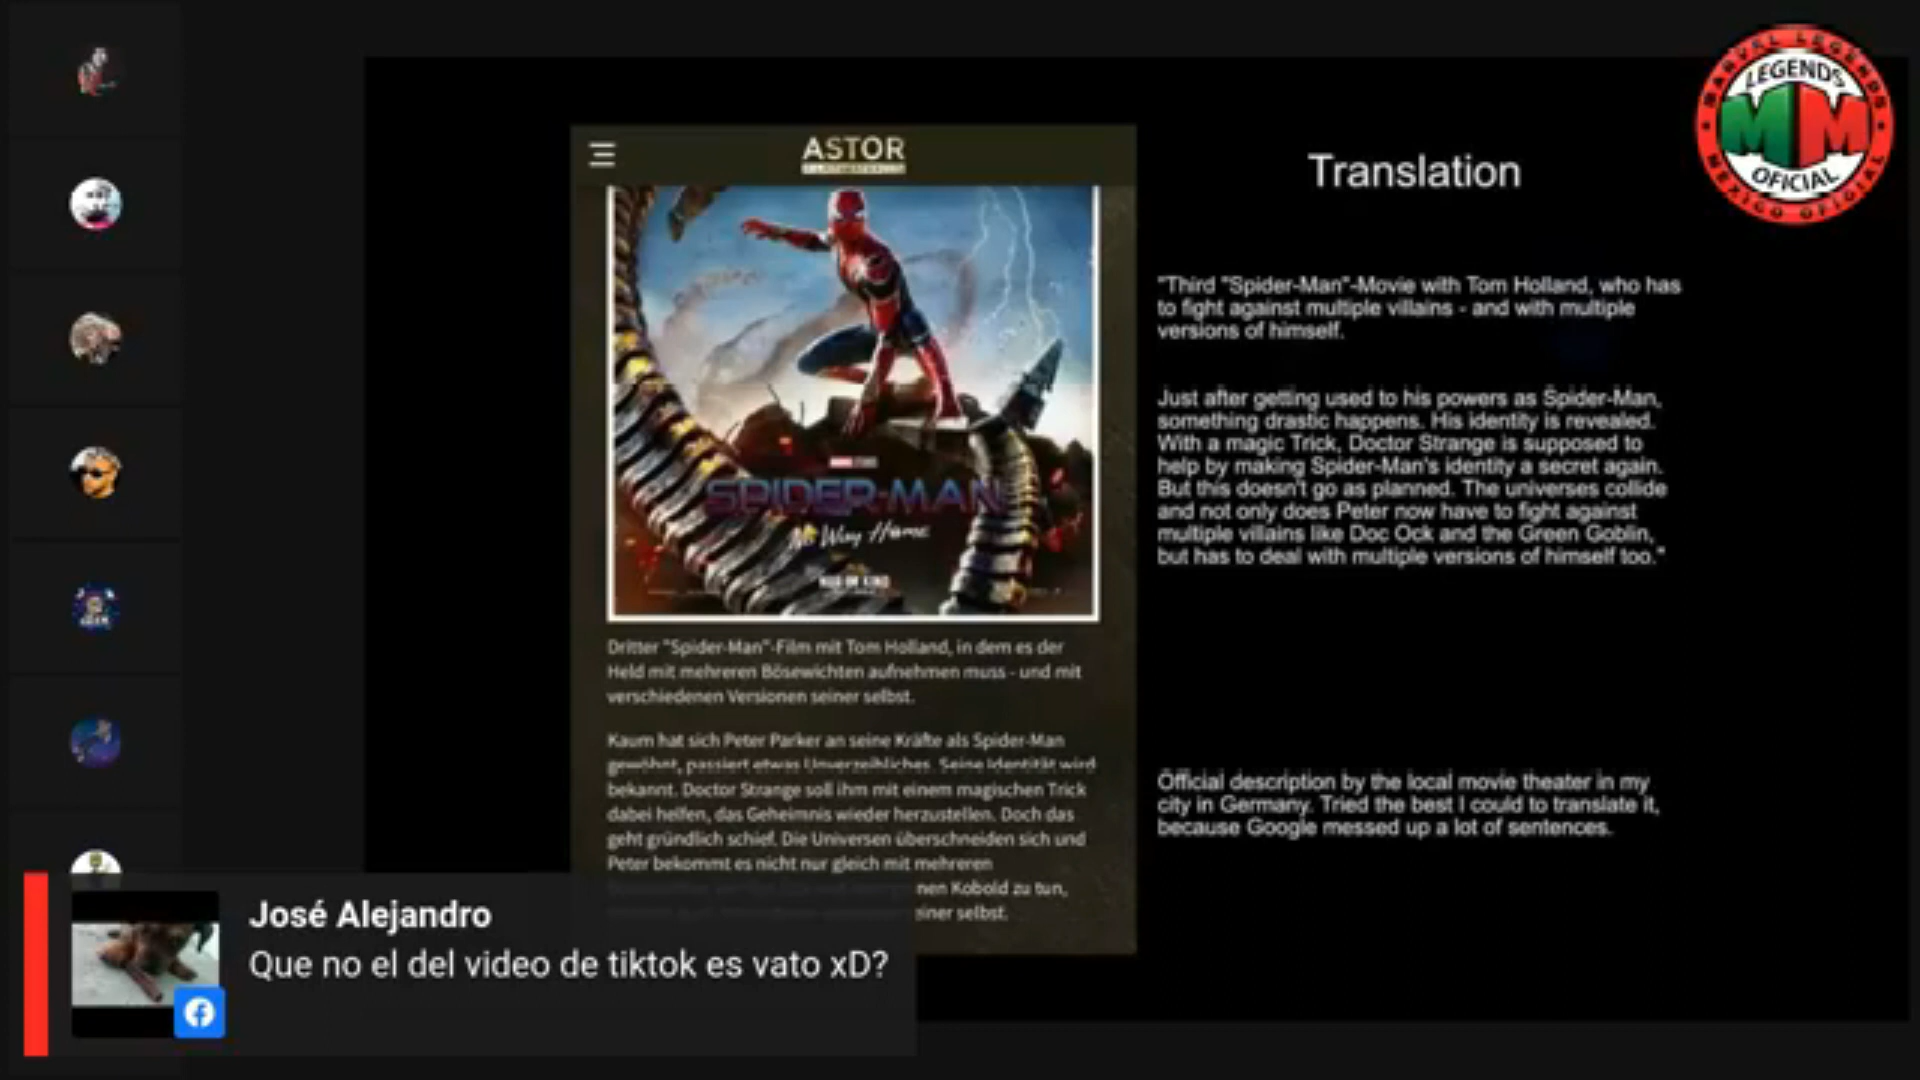 ASTOR
SPIDER-MAN
No Way Home
Dritter "Spider-Man"-Film mit Tom Holland, in dem es der
Held mit mehreren Bösewichten aufnehmen muss - und mit
verschiedenen Versionen seiner selbst.
Kaum hat sich Peter Parker an seine Kräfte als Spider-Man
gewöhnt, passiert etwas Unverzeihliches. Seine Identität wird
bekannt. Doctor Strange soll ihm mit einem magischen Trick
dabei helfen, das Geheimnis wieder herzustellen. Doch das
geht gründlich schief. Die Universen überschneiden sich und
Peter bekommt es nicht nur gleich mit mehreren
nen Kobold zu tun,
einer selbst.
Translation
"Third "Spider-Man"-Movie with Tom Holland, who has
to fight against multiple villains - and with multiple
versions of himself.
Just after getting used to his powers as Spider-Man,
something drastic happens. His identity is revealed.
With a magic Trick, Doctor Strange is supposed to
help by making Spider-Man's identity a secret again.
But this doesn't go as planned. The universes collide
and not only does Peter now have to fight against
multiple villains like Doc Ock and the Green Goblin,
but has to deal with multiple versions of himself too."
Official description by the local movie theater in my
city in Germany. Tried the best I could to translate it,
because Google messed up a lot of sentences.
MARVEL LEGENDS
LEGENDS
MM
OFICIAL
MEXICO OFICIAL
José Alejandro
Que no el del video de tiktok es vato xD?